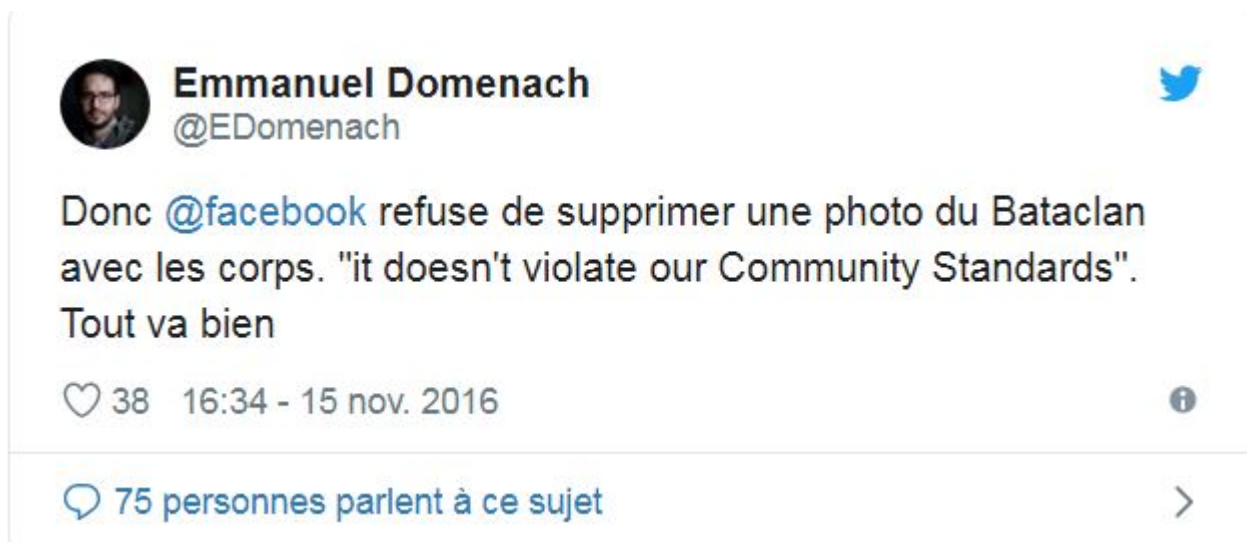 Emmanuel Domenach
@EDomenach
Donc @facebook refuse de supprimer une photo du Bataclan
avec les corps. "it doesn't violate our Community Standards".
Tout va bien
38 16:34 - 15 nov. 2016
75 personnes parlent à ce sujet